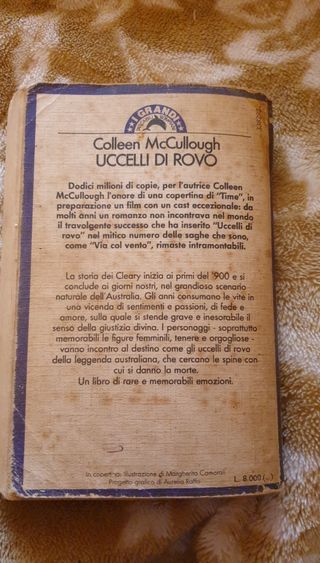 I GRANDI
Colleen McCullough
UCCELLI DI ROVO
Dodici milioni di copie, per l'autrice Colleen
McCullough l'onore di una copertina di "Time", in
preparazione un film con un cast eccezionale: da
molti anni un romanzo non incontrava nel mondo
il travolgente successo che ha inserito "Uccelli di
rovo" nel mitico numero delle saghe che sono,
come "Via col vento", rimaste intramontabili.
La storia dei Cleary inizia ai primi del '900 e si
conclude ai giorni nostri, nel grandioso scenario
naturale dell'Australia. Gli anni consumano le vite in
una vicenda di sentimenti e passioni, di fede e
amore, sulla quale si stende grave e inesorabile il
senso della giustizia divina. I personaggi - soprattutto
memorabili le figure femminili, tenere e orgogliose -
vanno incontro al destino come gli uccelli di rovo
della leggenda australiana, che cercano le spine con
cui si danno la morte.
Un libro di rare e memorabili emozioni.
In copertina: illustrazione di Margherita Camorali
Progetto grafico di Aurelia Raffo
L. 8.000 (...)